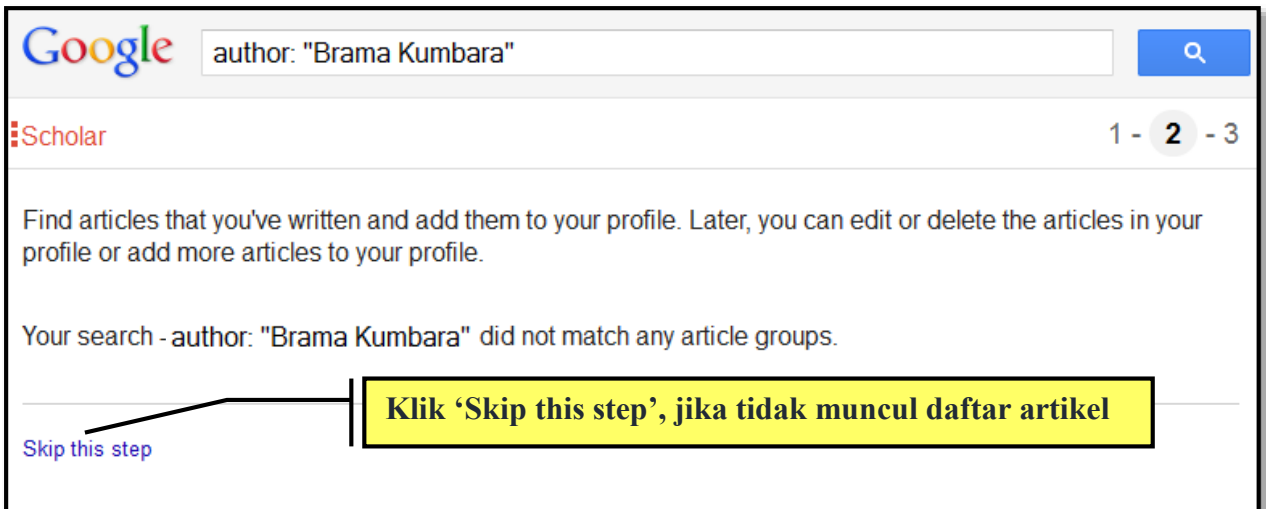 Google author: "Brama Kumbara"
Scholar 1 - 2 - 3
Find articles that you've written and add them to your profile. Later, you can edit or delete the articles in your
profile or add more articles to your profile.
Your search - author: "Brama Kumbara" did not match any article groups.
Klik ‘Skip this step’, jika tidak muncul daftar artikel
Skip this step